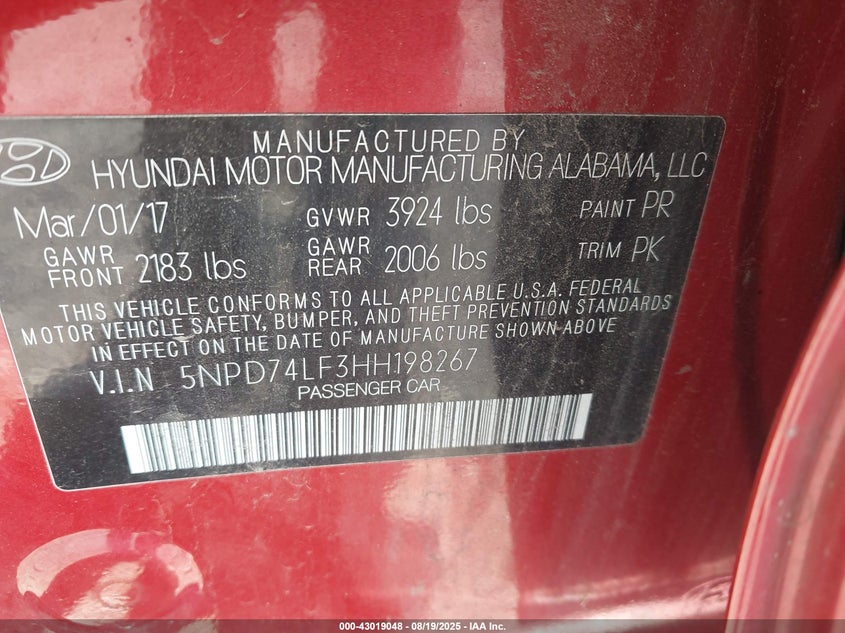 MANUFACTURED BY
HYUNDAI MOTOR MANUFACTURING ALABAMA, LLC
Mar/01/17 GVWR 3924 lbs PAINT PR
GAWR FRONT 2183 lbs GAWR REAR 2006 lbs TRIM PK
THIS VEHICLE CONFORMS TO ALL APPLICABLE U.S.A. FEDERAL
MOTOR VEHICLE SAFETY, BUMPER, AND THEFT PREVENTION STANDARDS
IN EFFECT ON THE DATE OF MANUFACTURE SHOWN ABOVE
V.I.N 5NPD74LF3HH198267
PASSENGER CAR
000-43019048 - 08/19/2025 - IAA Inc.